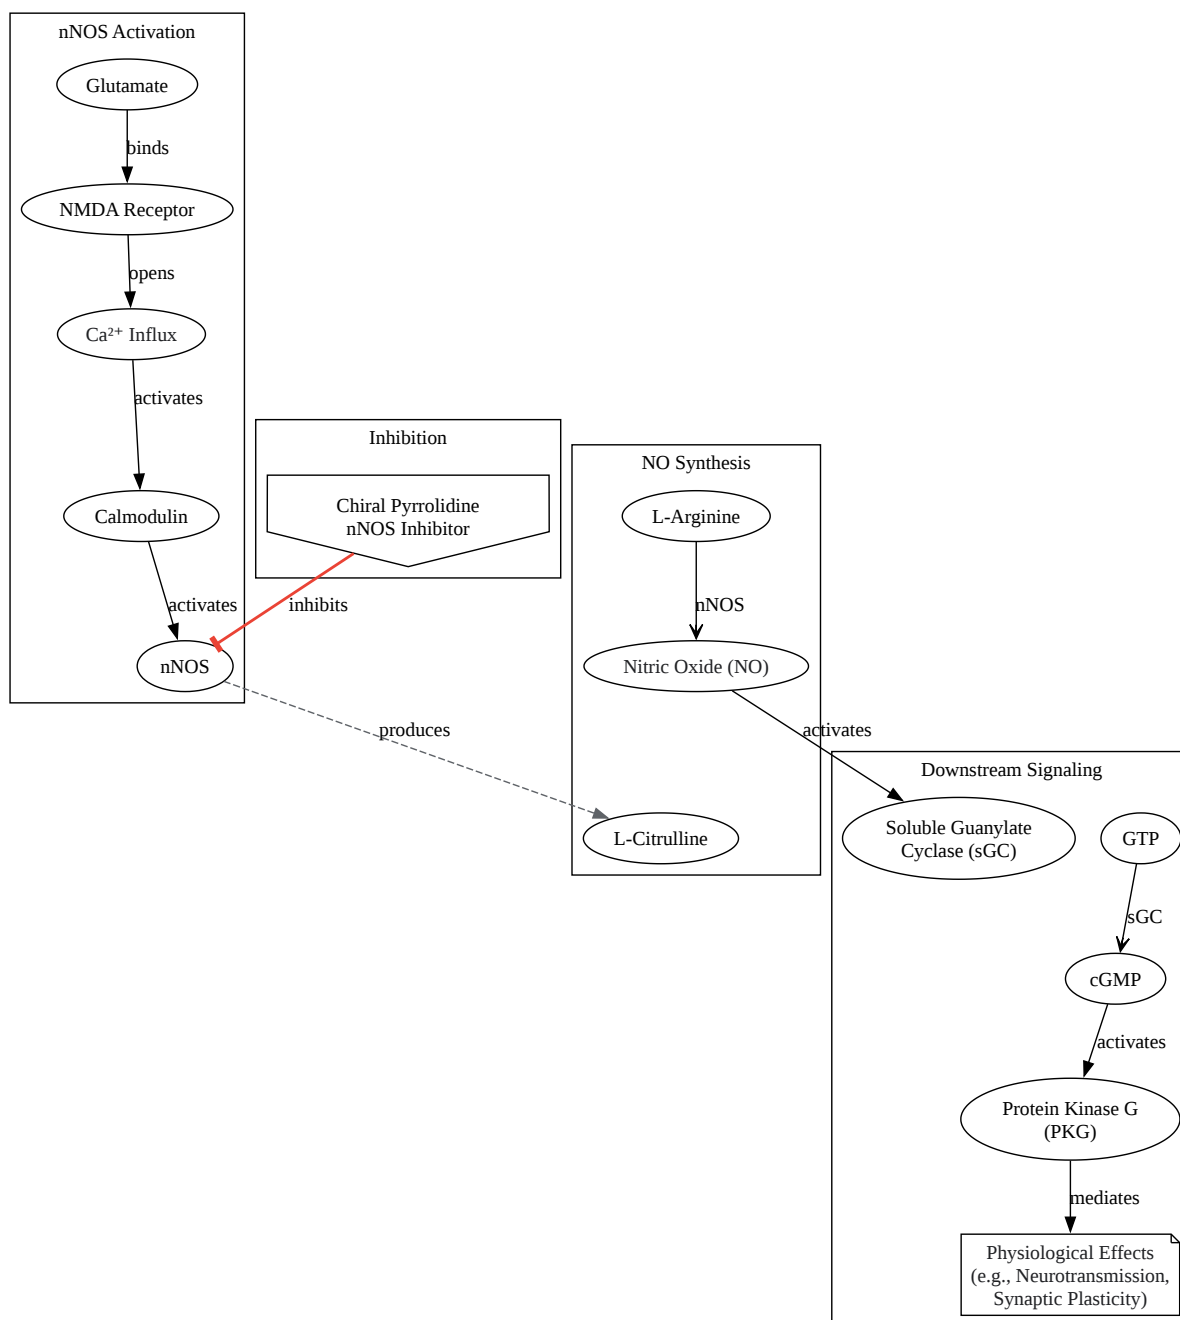 nNOS Activation
Glutamate
binds
NMDA Receptor
opens
Ca²⁺ Influx
activates
Calmodulin
activates
nNOS
Inhibition
Chiral Pyrrolidine
nNOS Inhibitor
inhibits
produces
NO Synthesis
L-Arginine
nNOS
Nitric Oxide (NO)
activates
L-Citrulline
Downstream Signaling
Soluble Guanylate
Cyclase (sGC)
GTP
sGC
cGMP
activates
Protein Kinase G
(PKG)
mediates
Physiological Effects
(e.g., Neurotransmission,
Synaptic Plasticity)